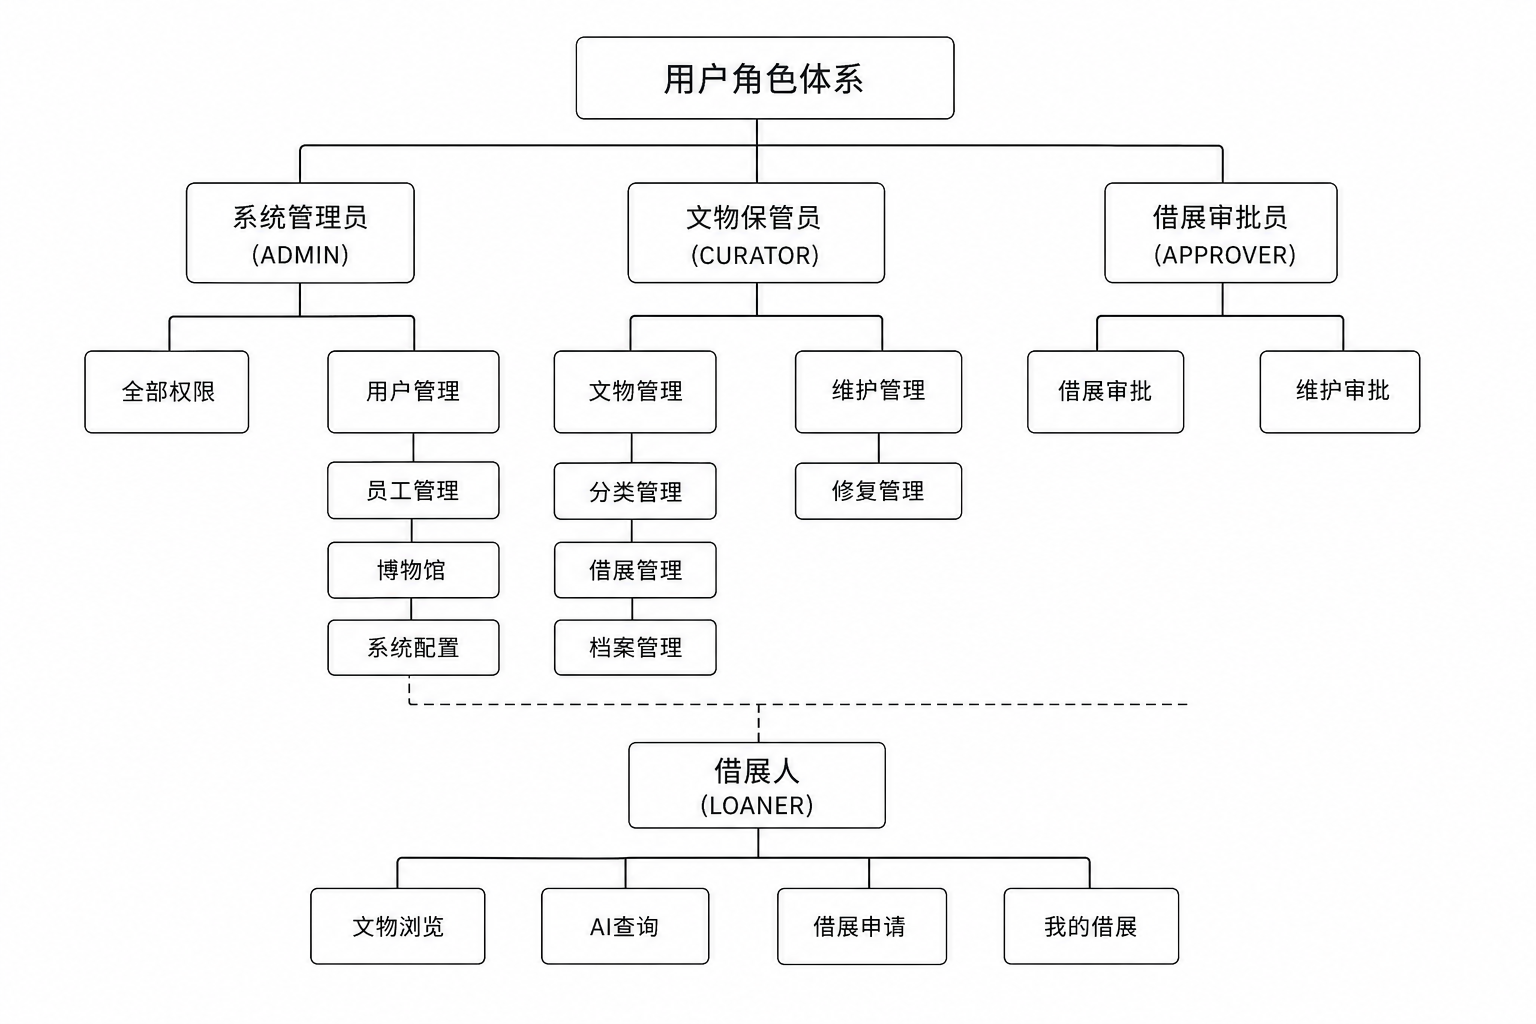 用户角色体系
系统管理员
(ADMIN)
文物保管员
(CURATOR)
借展审批员
(APPROVER)
全部权限
用户管理
文物管理
维护管理
借展审批
维护审批
员工管理
分类管理
修复管理
博物馆
借展管理
系统配置
档案管理
借展人
(LOANER)
文物浏览
AI查询
借展申请
我的借展